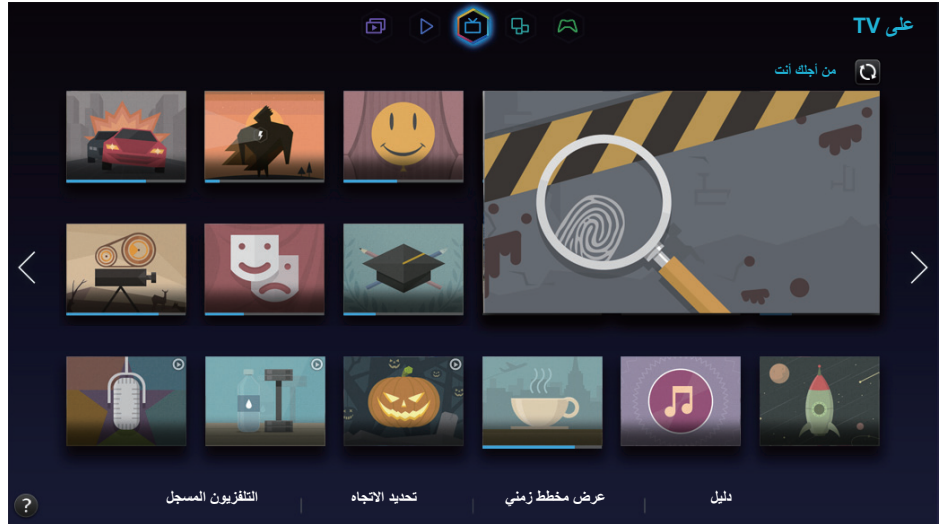 على TV
من أجلك أنت
دليل
عرض مخطط زمني
تحديد الاتجاه
التلفزيون المسجل
?